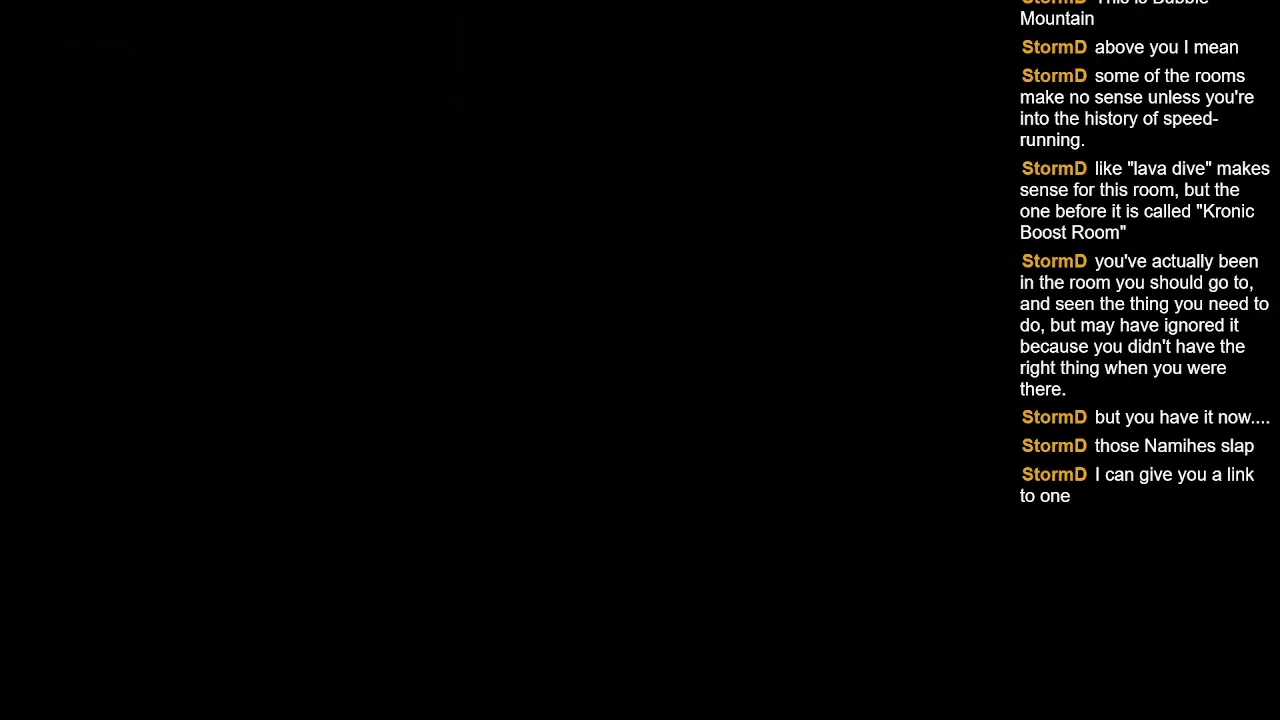 StormD This is Bubble
Mountain
StormD above you I mean
StormD some of the rooms
make no sense unless you're
into the history of speed-
running.
StormD like "lava dive" makes
sense for this room, but the
one before it is called "Kronic
Boost Room"
StormD you've actually been
in the room you should go to,
and seen the thing you need to
do, but may have ignored it
because you didn't have the
right thing when you were
there.
StormD but you have it now....
StormD those Namihes slap
StormD I can give you a link
to one